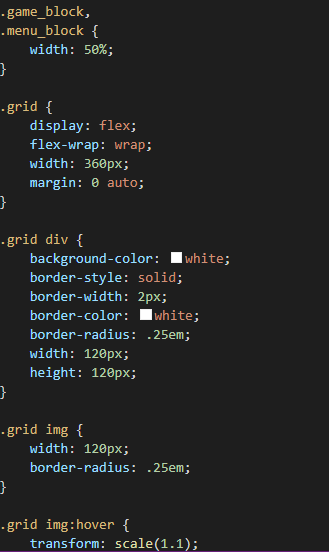 .game_block,
.menu_block {
    width: 50%;
}

.grid {
    display: flex;
    flex-wrap: wrap;
    width: 360px;
    margin: 0 auto;
}

.grid div {
    background-color: white;
    border-style: solid;
    border-width: 2px;
    border-color: white;
    border-radius: .25em;
    width: 120px;
    height: 120px;
}

.grid img {
    width: 120px;
    border-radius: .25em;
}

.grid img:hover {
    transform: scale(1.1);